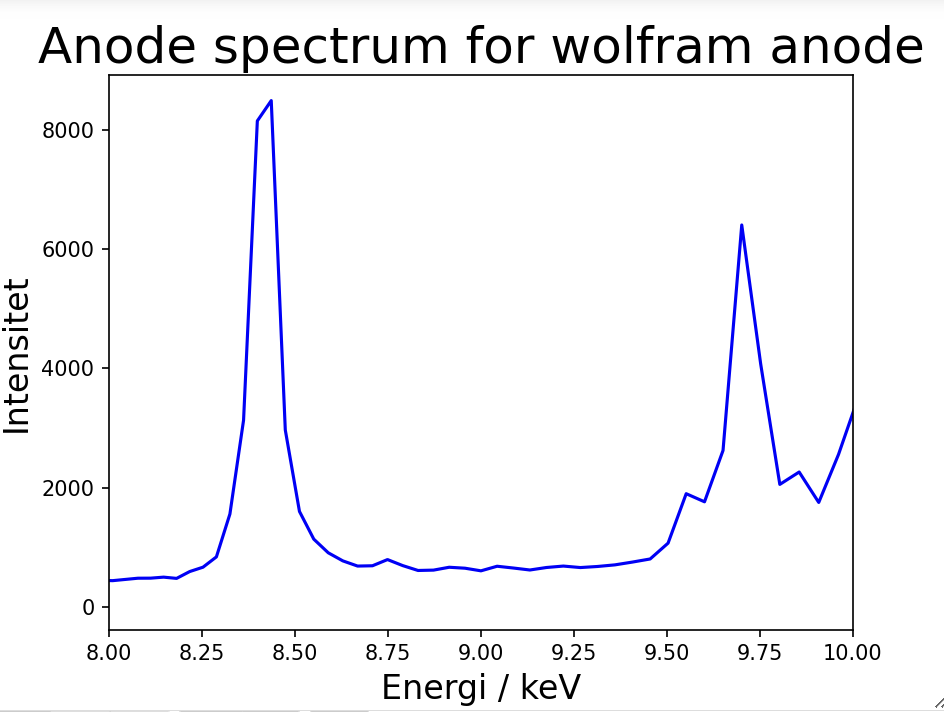 Anode spectrum for wolfram anode
Intensitet
8000
6000
4000
2000
0
8.00 8.25 8.50 8.75 9.00 9.25 9.50 9.75 10.00
Energi / keV